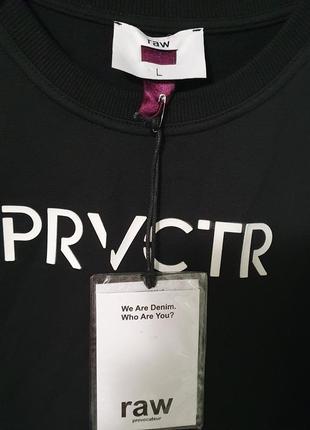 raw
L
PRVCTR
We Are Denim.
Who Are You?
raw
provocateur